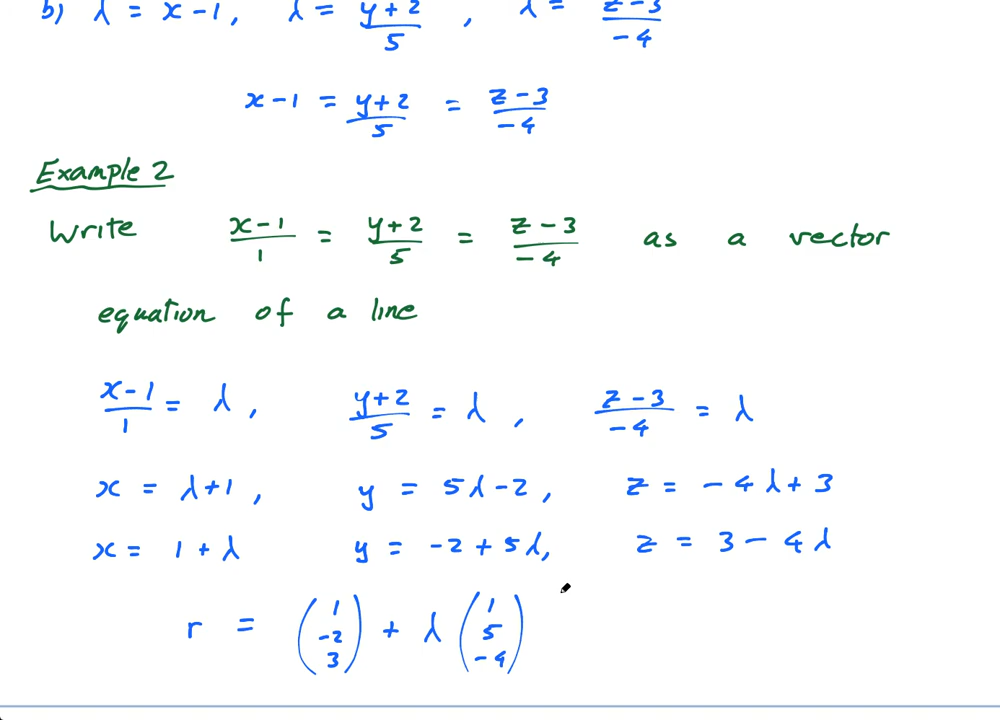 b) λ = x - 1, λ = (y + 2)/5 , λ = (z - 3)/-4
x - 1 = (y + 2)/5 = (z - 3)/-4
Example 2
Write (x - 1)/1 = (y + 2)/5 = (z - 3)/-4 as a vector
equation of a line
(x - 1)/1 = λ, (y + 2)/5 = λ, (z - 3)/-4 = λ
x = λ + 1, y = 5λ - 2, z = -4λ + 3
x = 1 + λ y = -2 + 5λ, z = 3 - 4λ
r = (1 -2 3) + λ (1 5 -4)